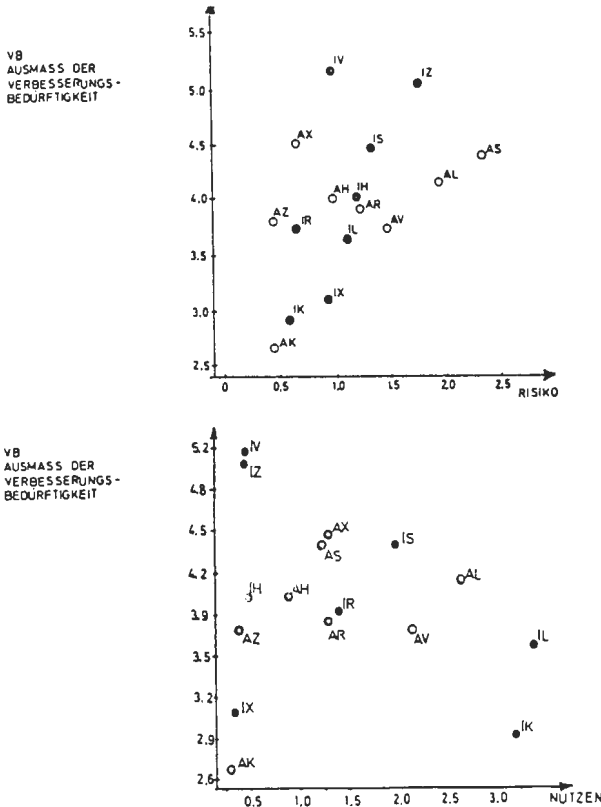 VB
AUSMASS DER
VERBESSERUNGS-
BEDÜRFTIGKEIT
5.5
5.0
4.5
4.0
3.5
3.0
2.5
IV
IZ
AX
IS
AS
AL
AH
IH
AR
AZ
IR
IL
AV
IX
IK
AK
0
0,5
1.0
1.5
2.0
2.5
RISIKO
VB
AUSMASS DER
VERBESSERUNGS-
BEDÜRFTIGKEIT
5.2
4.8
4.5
4.2
3.9
3.5
3.2
2.9
2.6
IV
IZ
AX
AS
IS
AL
IH
AH
IR
AZ
AR
AV
IL
IX
IK
AK
0.5
1.0
1.5
2.0
2.5
3.0
NUTZEN